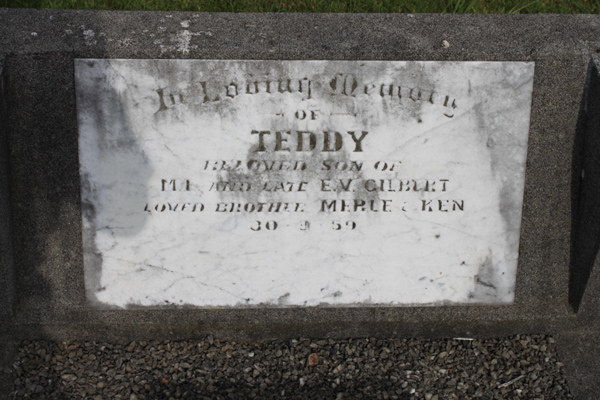 In Loving Memory
OF
TEDDY
BELOVED SON OF
AND LATE E.V. GILBERT
LOVED BROTHER MERLE & KEN
30 - 9 - 59